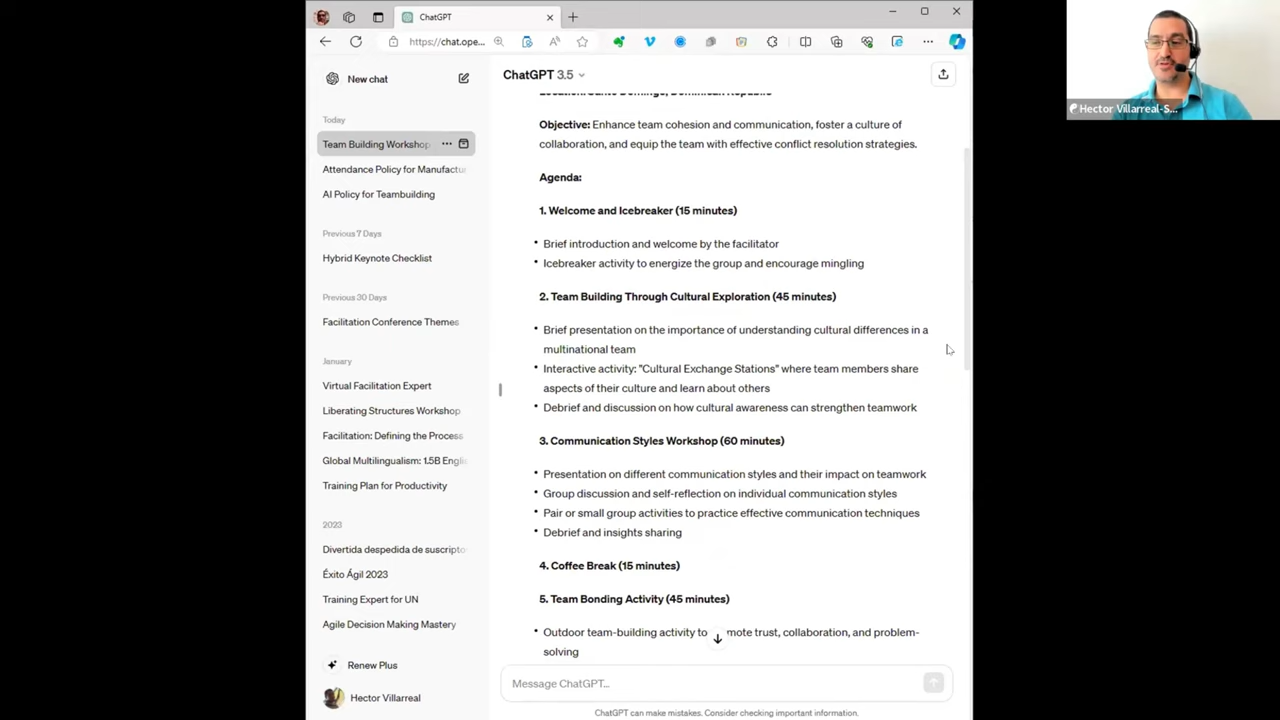 ChatGPT
https://chat.ope...
New chat
Today
Team Building Workshop
Attendance Policy for Manufactu
AI Policy for Teambuilding
Previous 7 Days
Hybrid Keynote Checklist
Previous 30 Days
Facilitation Conference Themes
January
Virtual Facilitation Expert
Liberating Structures Workshop
Facilitation: Defining the Process
Global Multilingualism: 1.5B Engli
Training Plan for Productivity
2023
Divertida despedida de suscripto
Éxito Ágil 2023
Training Expert for UN
Agile Decision Making Mastery
Renew Plus
Hector Villarreal
ChatGPT 3.5
Location: Santo Domingo, Dominican Republic
Objective: Enhance team cohesion and communication, foster a culture of
collaboration, and equip the team with effective conflict resolution strategies.
Agenda:
1. Welcome and Icebreaker (15 minutes)
• Brief introduction and welcome by the facilitator
• Icebreaker activity to energize the group and encourage mingling
2. Team Building Through Cultural Exploration (45 minutes)
• Brief presentation on the importance of understanding cultural differences in a
multinational team
• Interactive activity: "Cultural Exchange Stations" where team members share
aspects of their culture and learn about others
• Debrief and discussion on how cultural awareness can strengthen teamwork
3. Communication Styles Workshop (60 minutes)
• Presentation on different communication styles and their impact on teamwork
• Group discussion and self-reflection on individual communication styles
• Pair or small group activities to practice effective communication techniques
• Debrief and insights sharing
4. Coffee Break (15 minutes)
5. Team Bonding Activity (45 minutes)
• Outdoor team-building activity to mote trust, collaboration, and problem-
solving
Message ChatGPT...
ChatGPT can make mistakes. Consider checking important information.
Hector Villarreal-S...